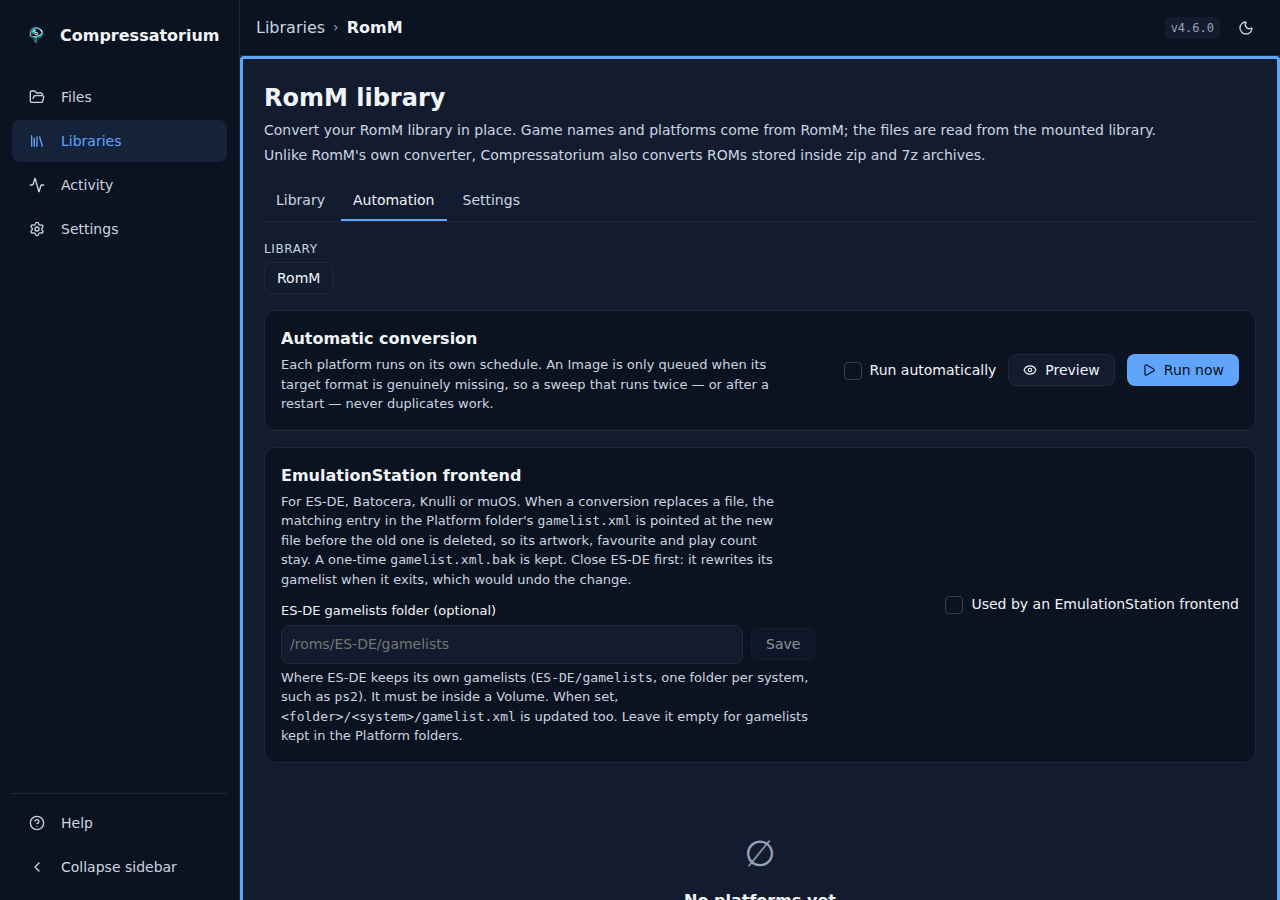 Compressatorium
Files
Libraries
Activity
Settings
Help
Collapse sidebar
Libraries › RomM
v4.6.0
RomM library
Convert your RomM library in place. Game names and platforms come from RomM; the files are read from the mounted library.
Unlike RomM's own converter, Compressatorium also converts ROMs stored inside zip and 7z archives.
Library
Automation
Settings
LIBRARY
RomM
Automatic conversion
Each platform runs on its own schedule. An Image is only queued when its
target format is genuinely missing, so a sweep that runs twice — or after a
restart — never duplicates work.
Run automatically
Preview
Run now
EmulationStation frontend
For ES-DE, Batocera, Knulli or muOS. When a conversion replaces a file, the
matching entry in the Platform folder's gamelist.xml is pointed at the new
file before the old one is deleted, so its artwork, favourite and play count
stay. A one-time gamelist.xml.bak is kept. Close ES-DE first: it rewrites its
gamelist when it exits, which would undo the change.
ES-DE gamelists folder (optional)
/roms/ES-DE/gamelists
Save
Where ES-DE keeps its own gamelists (ES-DE/gamelists, one folder per system,
such as ps2). It must be inside a Volume. When set,
<folder>/<system>/gamelist.xml is updated too. Leave it empty for gamelists
kept in the Platform folders.
Used by an EmulationStation frontend
No platforms yet